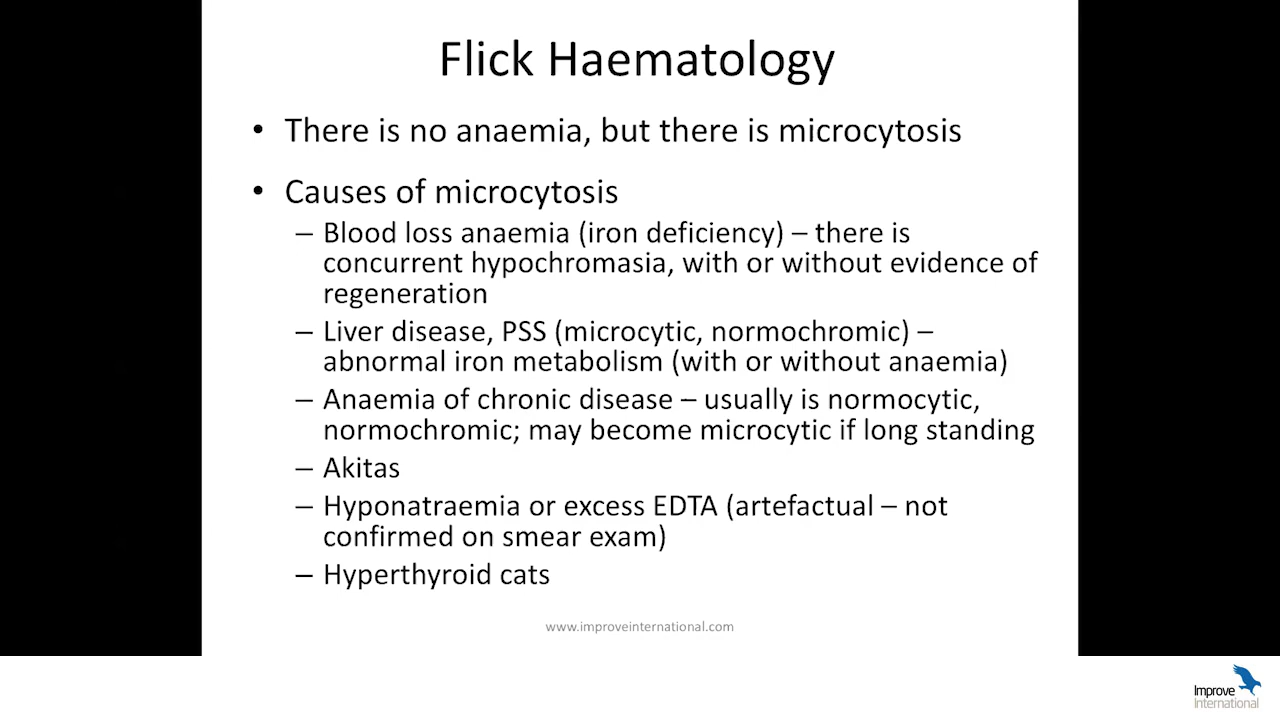 Flick Haematology
• There is no anaemia, but there is microcytosis
• Causes of microcytosis
– Blood loss anaemia (iron deficiency) – there is
concurrent hypochromasia, with or without evidence of
regeneration
– Liver disease, PSS (microcytic, normochromic) –
abnormal iron metabolism (with or without anaemia)
– Anaemia of chronic disease – usually is normocytic,
normochromic; may become microcytic if long standing
– Akitas
– Hyponatraemia or excess EDTA (artefactual – not
confirmed on smear exam)
– Hyperthyroid cats
www.improveinternational.com
Improve
International